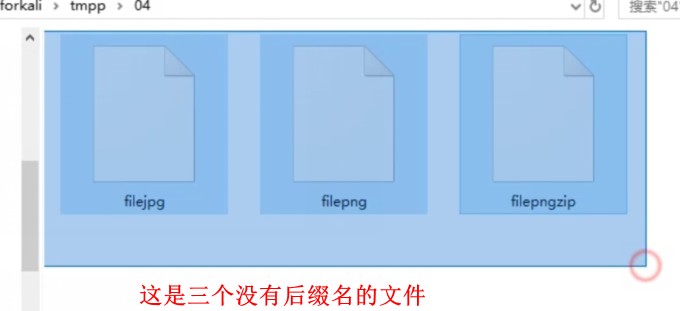 forkali › tmpp › 04
搜索"04"
filejpg
filepng
filepngzip
这是三个没有后缀名的文件